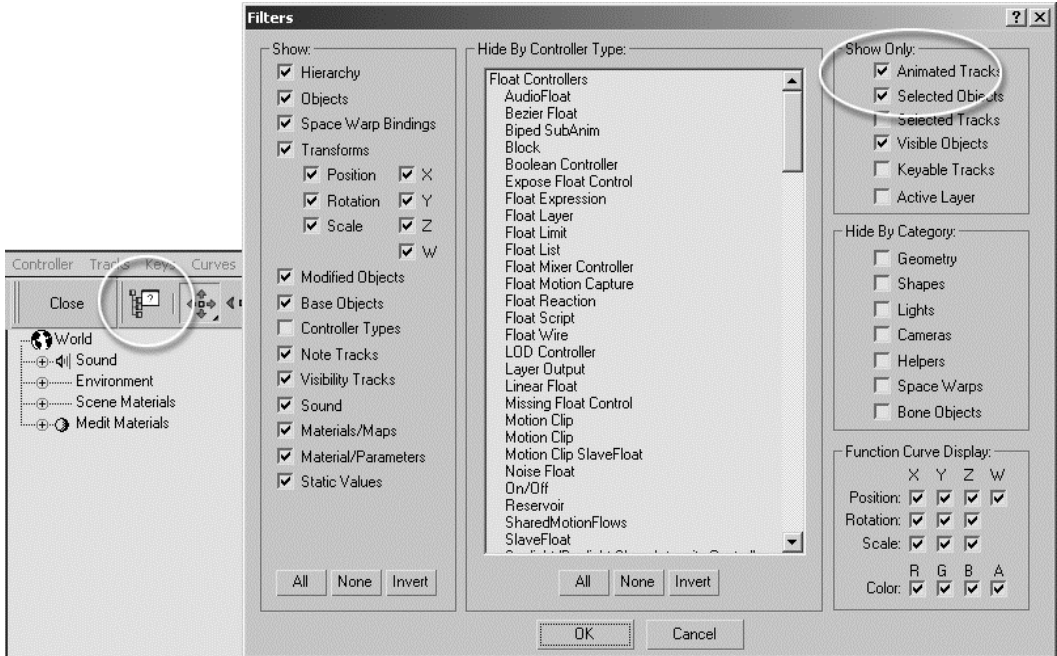 Filters
Show:
Hierarchy
Objects
Space Warp Bindings
Transforms
Position X
Rotation Y
Scale Z
W
Modified Objects
Base Objects
Controller Types
Note Tracks
Visibility Tracks
Sound
Materials/Maps
Material/Parameters
Static Values
All None Invert
Hide By Controller Type:
Float Controllers
AudioFloat
Bezier Float
Biped SubAnim
Block
Boolean Controller
Expose Float Control
Float Expression
Float Layer
Float Limit
Float List
Float Mixer Controller
Float Motion Capture
Float Reaction
Float Script
Float Wire
LOD Controller
Layer Output
Linear Float
Missing Float Control
Motion Clip
Motion Clip
Motion Clip SlaveFloat
Noise Float
On/Off
Reservoir
SharedMotionFlows
SlaveFloat
All None Invert
Show Only:
Animated Tracks
Selected Objects
Selected Tracks
Visible Objects
Keyable Tracks
Active Layer
Hide By Category:
Geometry
Shapes
Lights
Cameras
Helpers
Space Warps
Bone Objects
Function Curve Display:
X Y Z W
Position:
Rotation:
Scale:
R G B A
Color:
OK Cancel
Controller Tracks Keys Curves
Close
World
Sound
Environment
Scene Materials
Medit Materials